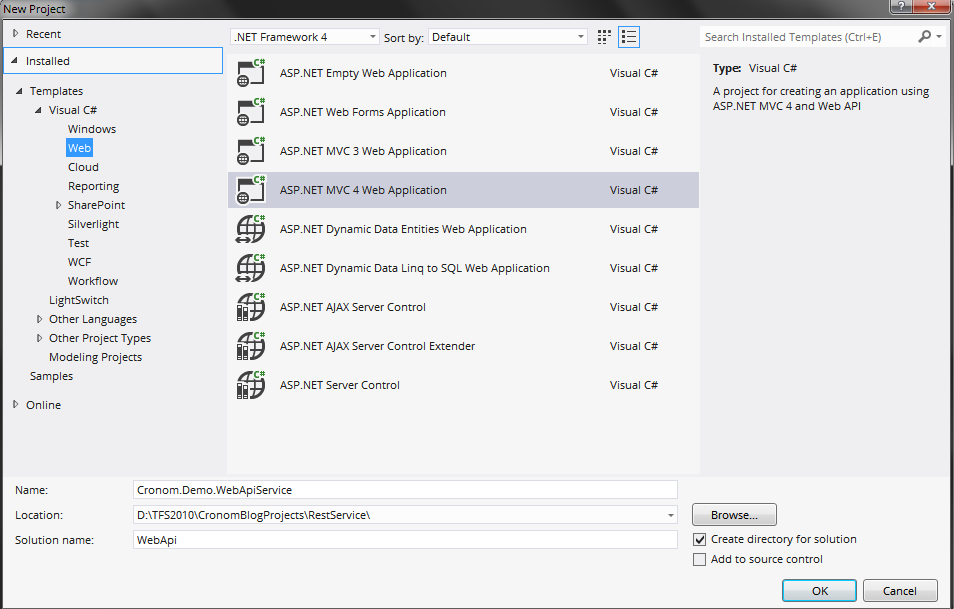 New Project
?
Recent
.NET Framework 4
Sort by:
Default
Search Installed Templates (Ctrl+E)
Installed
Templates
Visual C#
Windows
Web
Cloud
Reporting
SharePoint
Silverlight
Test
WCF
Workflow
LightSwitch
Other Languages
Other Project Types
Modeling Projects
Samples
Online
C# ASP.NET Empty Web Application Visual C#
C# ASP.NET Web Forms Application Visual C#
C# ASP.NET MVC 3 Web Application Visual C#
C# ASP.NET MVC 4 Web Application Visual C#
C# ASP.NET Dynamic Data Entities Web Application Visual C#
C# ASP.NET Dynamic Data Linq to SQL Web Application Visual C#
C# ASP.NET AJAX Server Control Visual C#
C# ASP.NET AJAX Server Control Extender Visual C#
C# ASP.NET Server Control Visual C#
Type: Visual C#
A project for creating an application using
ASP.NET MVC 4 and Web API
Name: Cronom.Demo.WebApiService
Location: D:\TFS2010\CronomBlogProjects\RestService\
Browse...
Solution name: WebApi
Create directory for solution
Add to source control
OK
Cancel